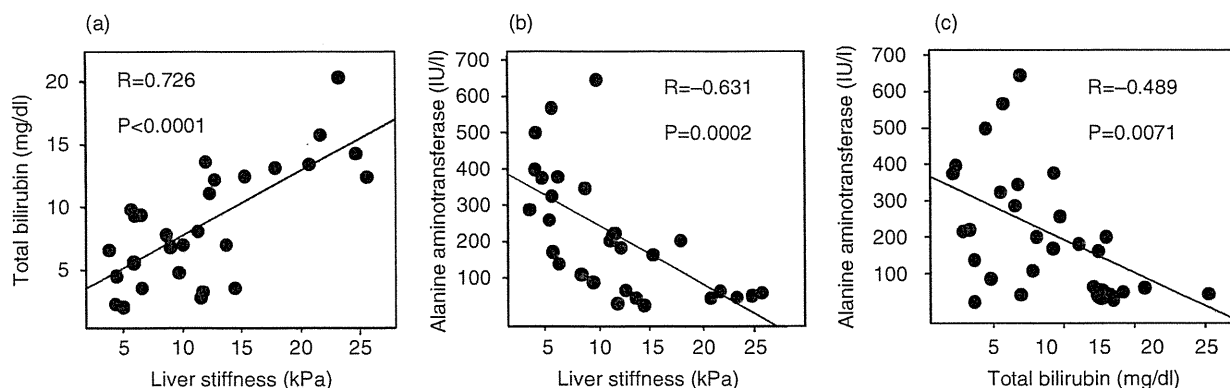 (a)
Total bilirubin (mg/dl)
20
15
10
5
R=0.726
P<0.0001
5 10 15 20 25
Liver stiffness (kPa)
(b)
Alanine aminotransferase (IU/l)
700
600
500
400
300
200
100
R=–0.631
P=0.0002
5 10 15 20 25
Liver stiffness (kPa)
(c)
Alanine aminotransferase (IU/l)
700
600
500
400
300
200
100
R=–0.489
P=0.0071
5 10 15 20 25
Total bilirubin (mg/dl)